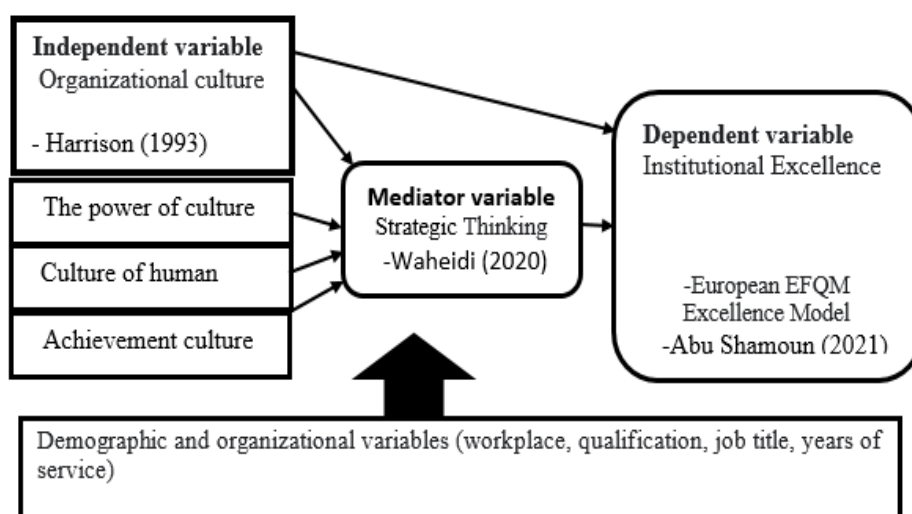 Independent variable
Organizational culture
- Harrison (1993)
The power of culture
Culture of human
Achievement culture
Mediator variable
Strategic Thinking
-Waheidi (2020)
Dependent variable
Institutional Excellence
-European EFQM
Excellence Model
-Abu Shamoun (2021)
Demographic and organizational variables (workplace, qualification, job title, years of
service)